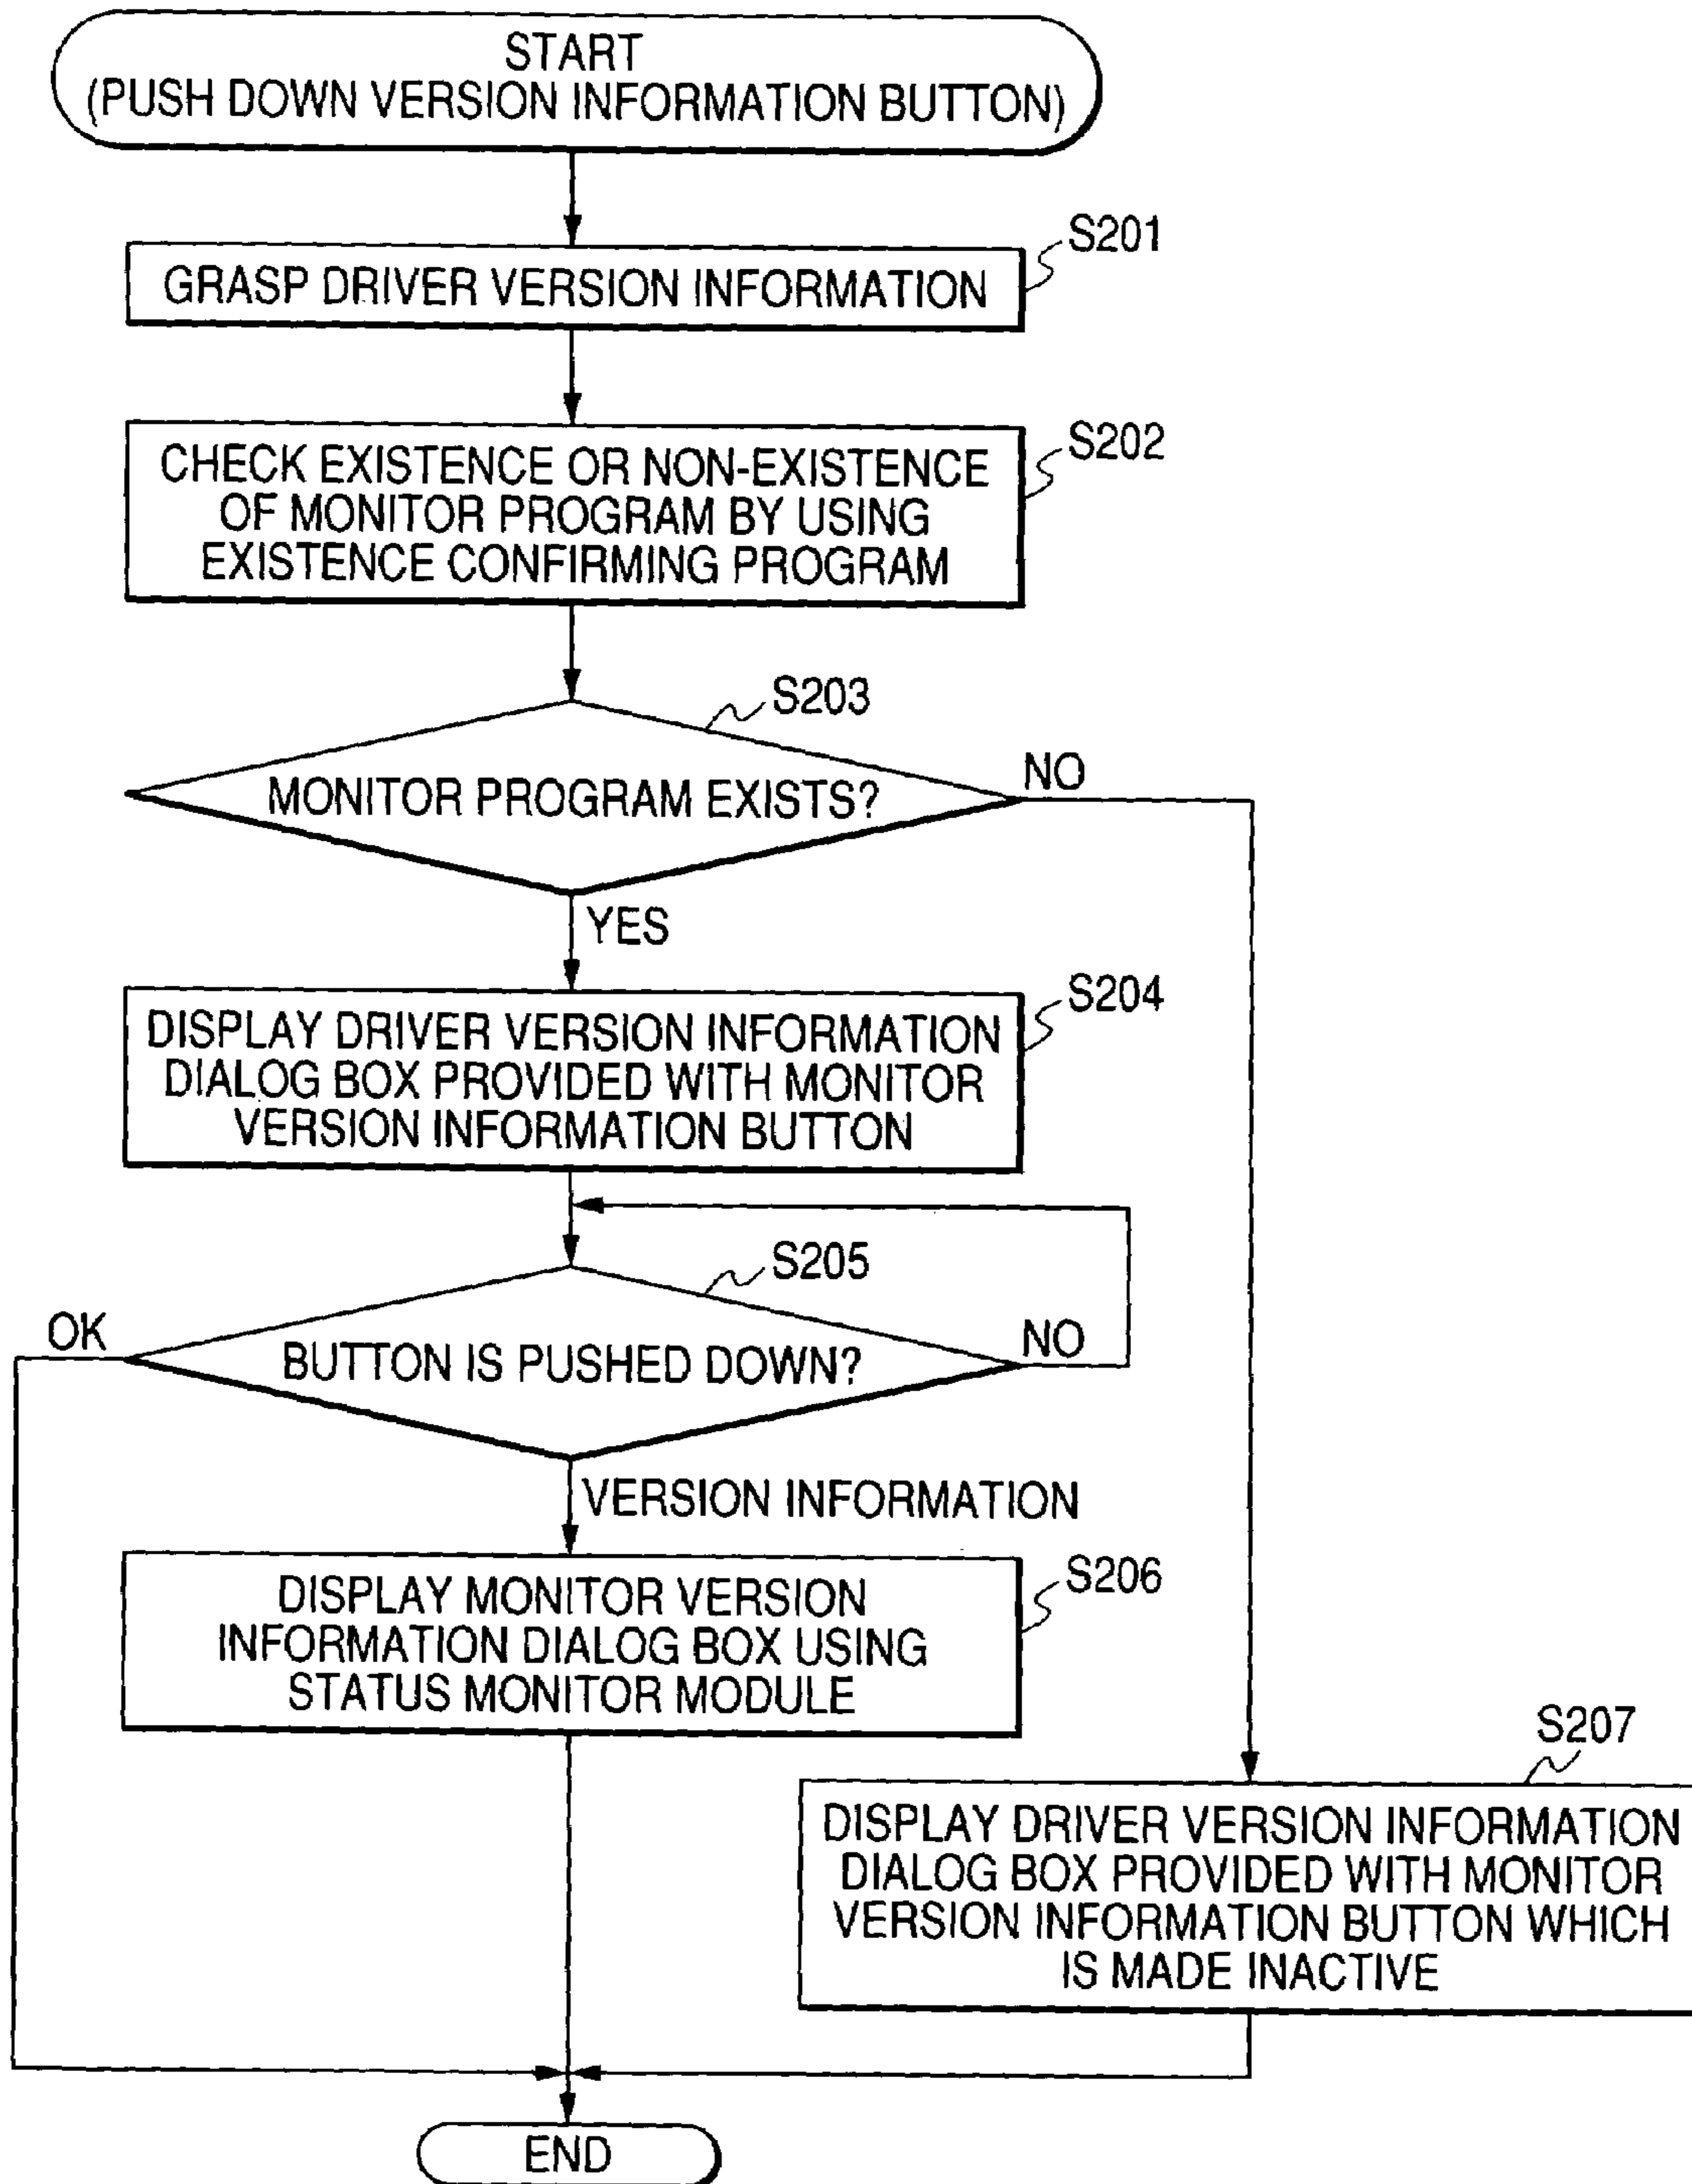 START
(PUSH DOWN VERSION INFORMATION BUTTON)
S201
GRASP DRIVER VERSION INFORMATION
S202
CHECK EXISTENCE OR NON-EXISTENCE
OF MONITOR PROGRAM BY USING
EXISTENCE CONFIRMING PROGRAM
S203
MONITOR PROGRAM EXISTS?
NO
YES
S204
DISPLAY DRIVER VERSION INFORMATION
DIALOG BOX PROVIDED WITH MONITOR
VERSION INFORMATION BUTTON
S205
OK
BUTTON IS PUSHED DOWN?
NO
VERSION INFORMATION
S206
DISPLAY MONITOR VERSION
INFORMATION DIALOG BOX USING
STATUS MONITOR MODULE
S207
DISPLAY DRIVER VERSION INFORMATION
DIALOG BOX PROVIDED WITH MONITOR
VERSION INFORMATION BUTTON WHICH
IS MADE INACTIVE
END